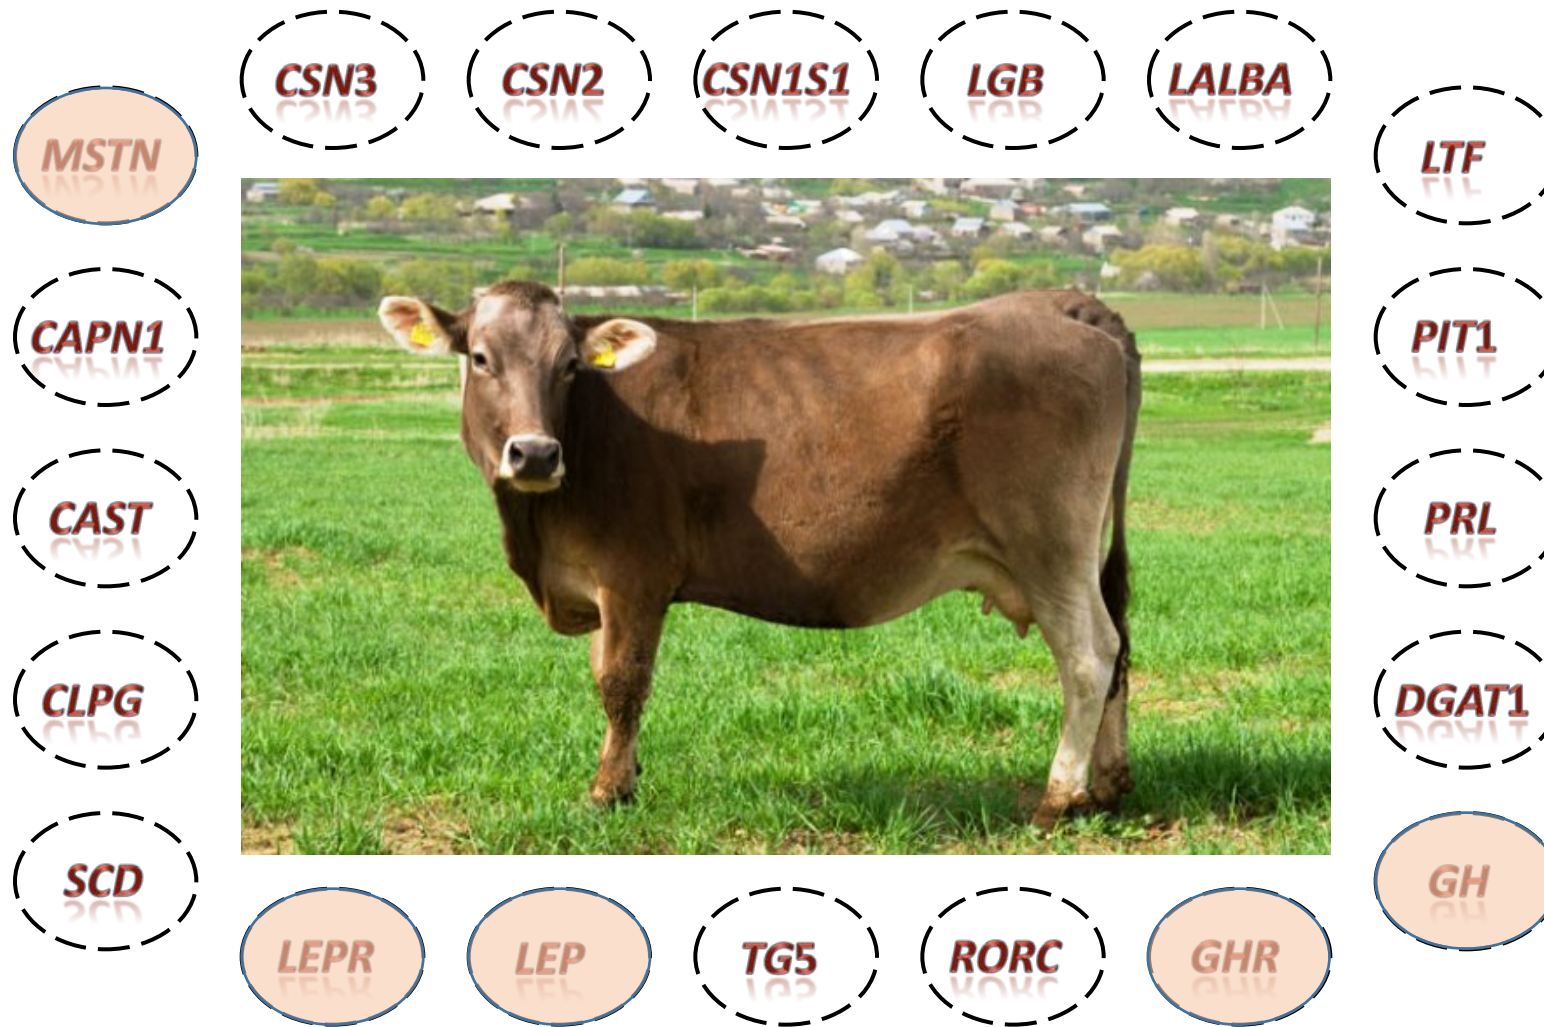 CSN3
CSN2
CSN1S1
LGB
LALBA
MSTN
LTF
CAPN1
PIT1
CAST
PRL
CLPG
DGAT1
SCD
GH
LEPR
LEP
TG5
RORC
GHR